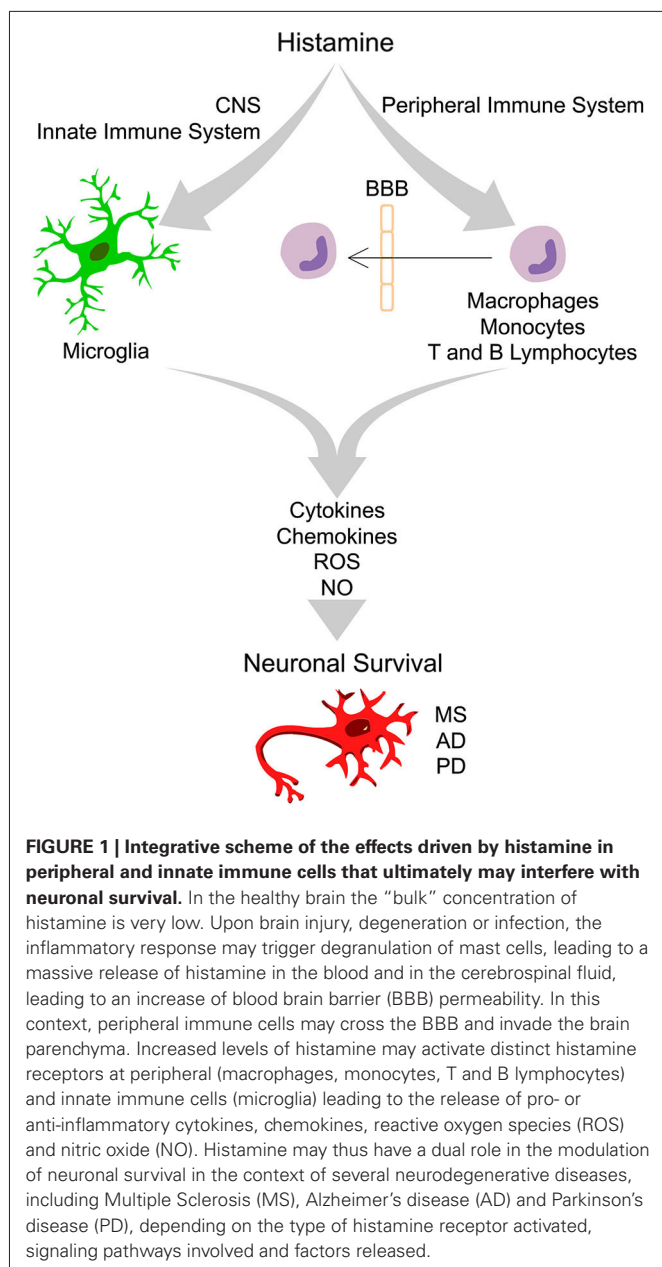 Histamine
CNS
Innate Immune System
Peripheral Immune System
BBB
Microglia
Macrophages
Monocytes
T and B Lymphocytes
Cytokines
Chemokines
ROS
NO
Neuronal Survival
MS
AD
PD
FIGURE 1 | Integrative scheme of the effects driven by histamine in
peripheral and innate immune cells that ultimately may interfere with
neuronal survival. In the healthy brain the “bulk” concentration of
histamine is very low. Upon brain injury, degeneration or infection, the
inflammatory response may trigger degranulation of mast cells, leading to a
massive release of histamine in the blood and in the cerebrospinal fluid,
leading to an increase of blood brain barrier (BBB) permeability. In this
context, peripheral immune cells may cross the BBB and invade the brain
parenchyma. Increased levels of histamine may activate distinct histamine
receptors at peripheral (macrophages, monocytes, T and B lymphocytes)
and innate immune cells (microglia) leading to the release of pro- or
anti-inflammatory cytokines, chemokines, reactive oxygen species (ROS)
and nitric oxide (NO). Histamine may thus have a dual role in the modulation
of neuronal survival in the context of several neurodegenerative diseases,
including Multiple Sclerosis (MS), Alzheimer’s disease (AD) and Parkinson’s
disease (PD), depending on the type of histamine receptor activated,
signaling pathways involved and factors released.